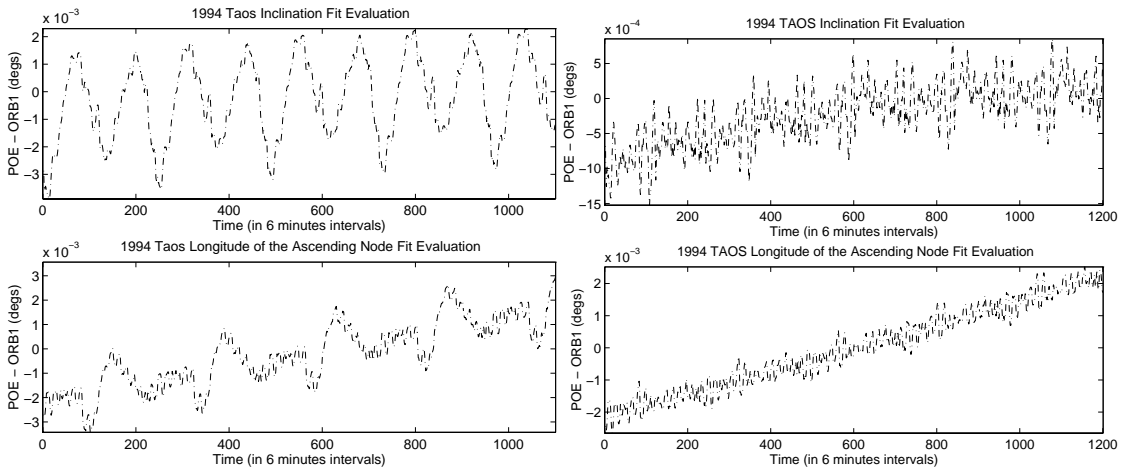 1994 Taos Inclination Fit Evaluation
x 10⁻³
2
1
0
−1
−2
−3
POE − ORB1 (degs)
0 200 400 600 800 1000
Time (in 6 minutes intervals)
1994 TAOS Inclination Fit Evaluation
x 10⁻⁴
5
0
−5
−10
−15
POE − ORB1 (degs)
0 200 400 600 800 1000 1200
Time (in 6 minutes intervals)
1994 Taos Longitude of the Ascending Node Fit Evaluation
x 10⁻³
3
2
1
0
−1
−2
−3
POE − ORB1 (degs)
0 200 400 600 800 1000
Time (in 6 minutes intervals)
1994 TAOS Longitude of the Ascending Node Fit Evaluation
x 10⁻³
2
1
0
−1
−2
POE − ORB1 (degs)
0 200 400 600 800 1000 1200
Time (in 6 minutes intervals)